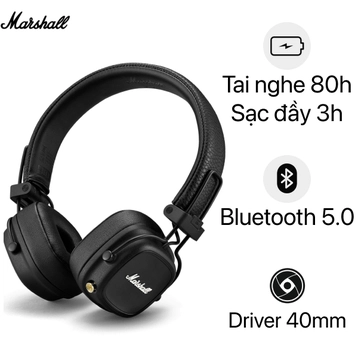 Marshall
Tai nghe 80h
Sạc đầy 3h
Bluetooth 5.0
Marshall
Driver 40mm